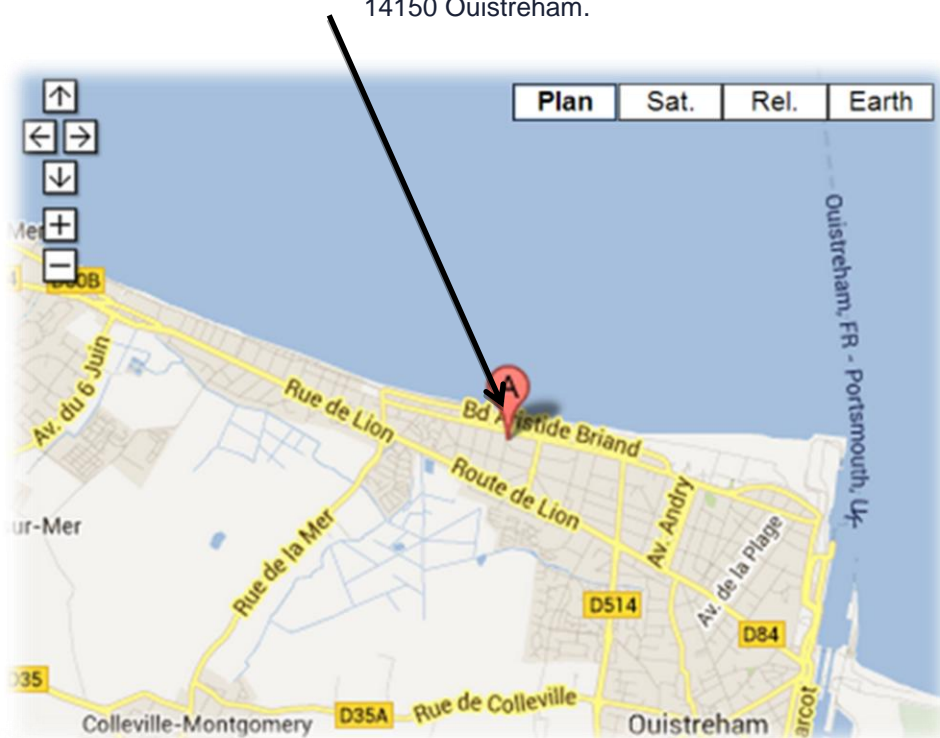 14150 Ouistreham.
Plan Sat. Rel. Earth
Ouistreham, FR - Portsmouth,
Av. du 6 Juin
Rue de Lion
A
Bd Aristide Briand
Route de Lion
Av. Andry
Av. de la Plage
Rue de la Mer
ur-Mer
D514
D84
D35
D35A
Rue de Colleville
Colleville-Montgomery
Ouistreham